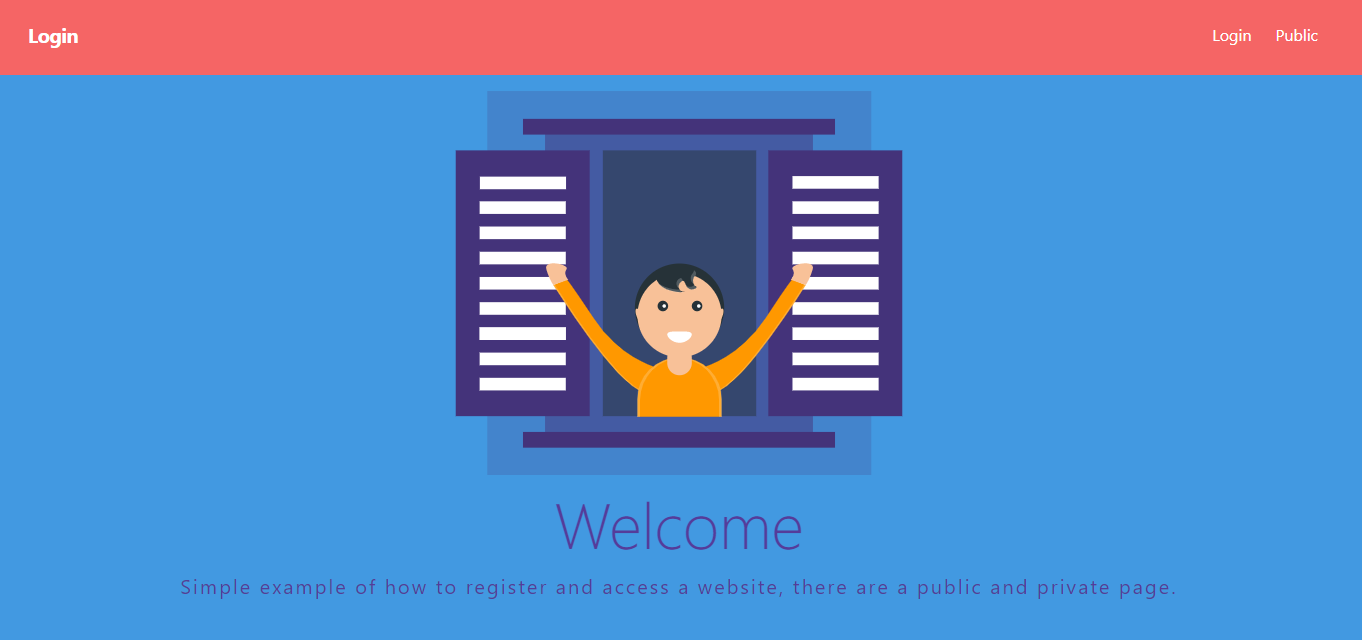 Login
Login Public
Welcome
Simple example of how to register and access a website, there are a public and private page.